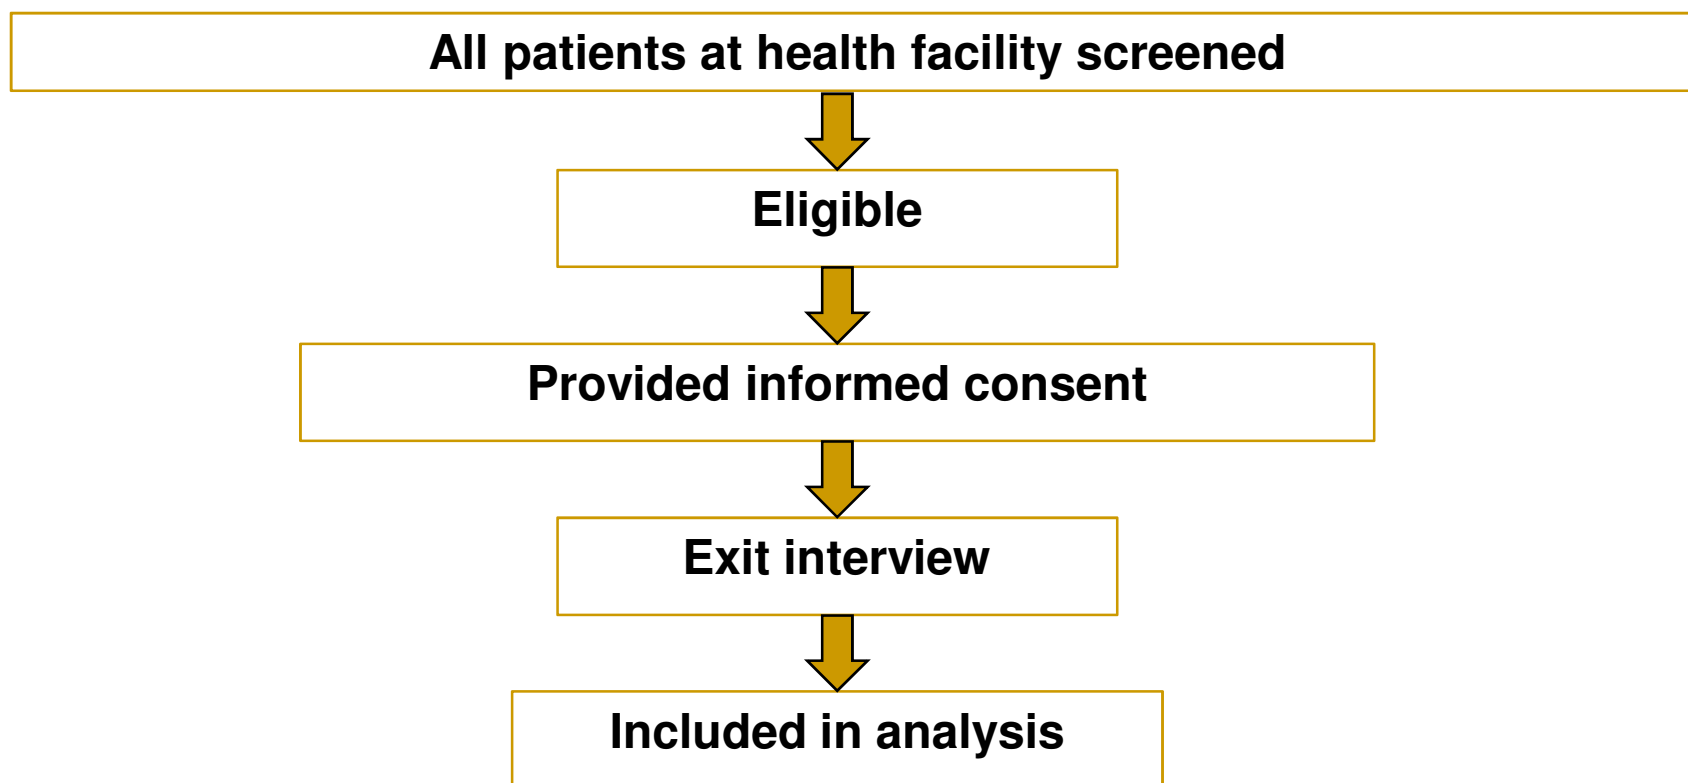 All patients at health facility screened
Eligible
Provided informed consent
Exit interview
Included in analysis